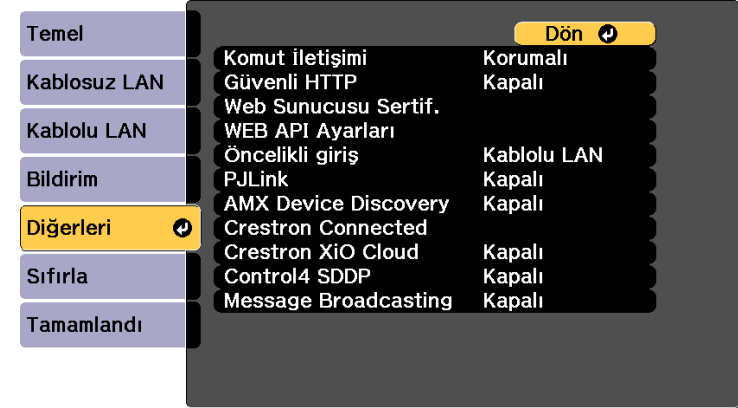 Temel
Kablosuz LAN
Kablolu LAN
Bildirim
Diğerleri
Sıfırla
Tamamlandı
Dön
Komut İletişimi Korumalı
Güvenli HTTP Kapalı
Web Sunucusu Sertif.
WEB API Ayarları
Öncelikli giriş Kablolu LAN
PJLink Kapalı
AMX Device Discovery Kapalı
Crestron Connected
Crestron XiO Cloud Kapalı
Control4 SDDP Kapalı
Message Broadcasting Kapalı